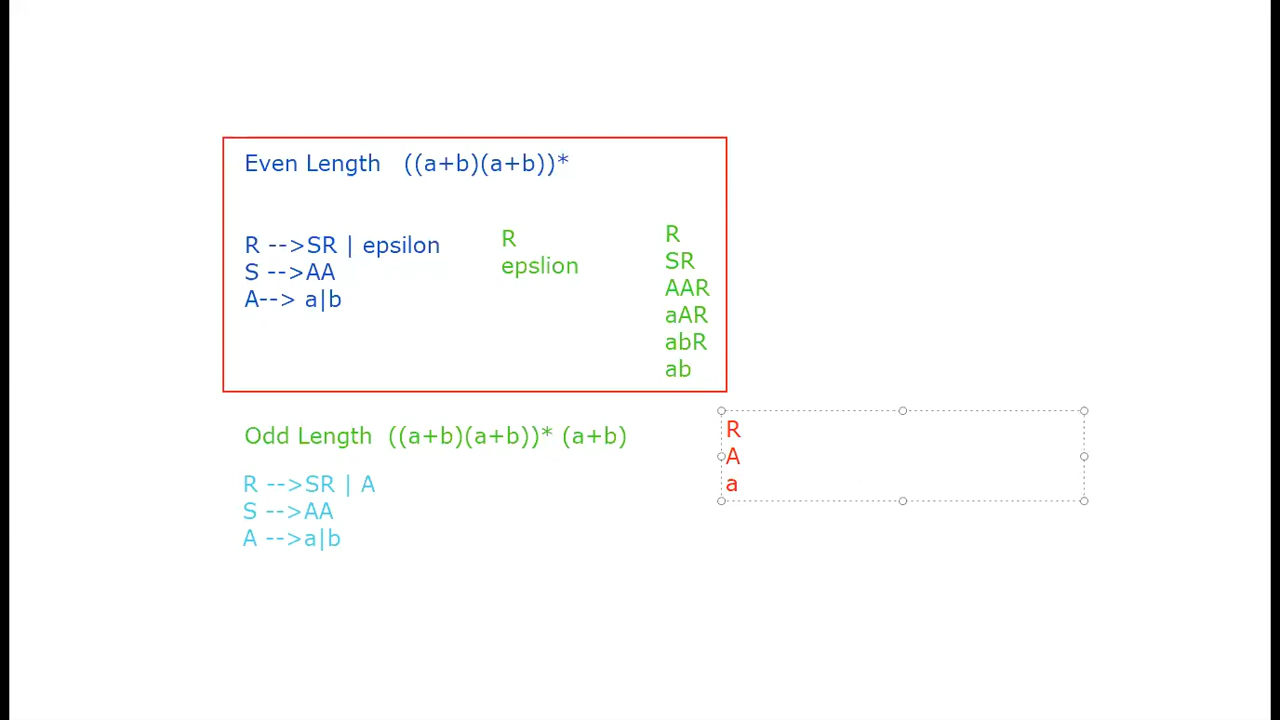 Even Length   ((a+b)(a+b))*
R -->SR | epsilon
S -->AA
A--> a|b
R
epslion
R
SR
AAR
aAR
abR
ab
Odd Length  ((a+b)(a+b))* (a+b)
R -->SR | A
S -->AA
A -->a|b
R
A
a